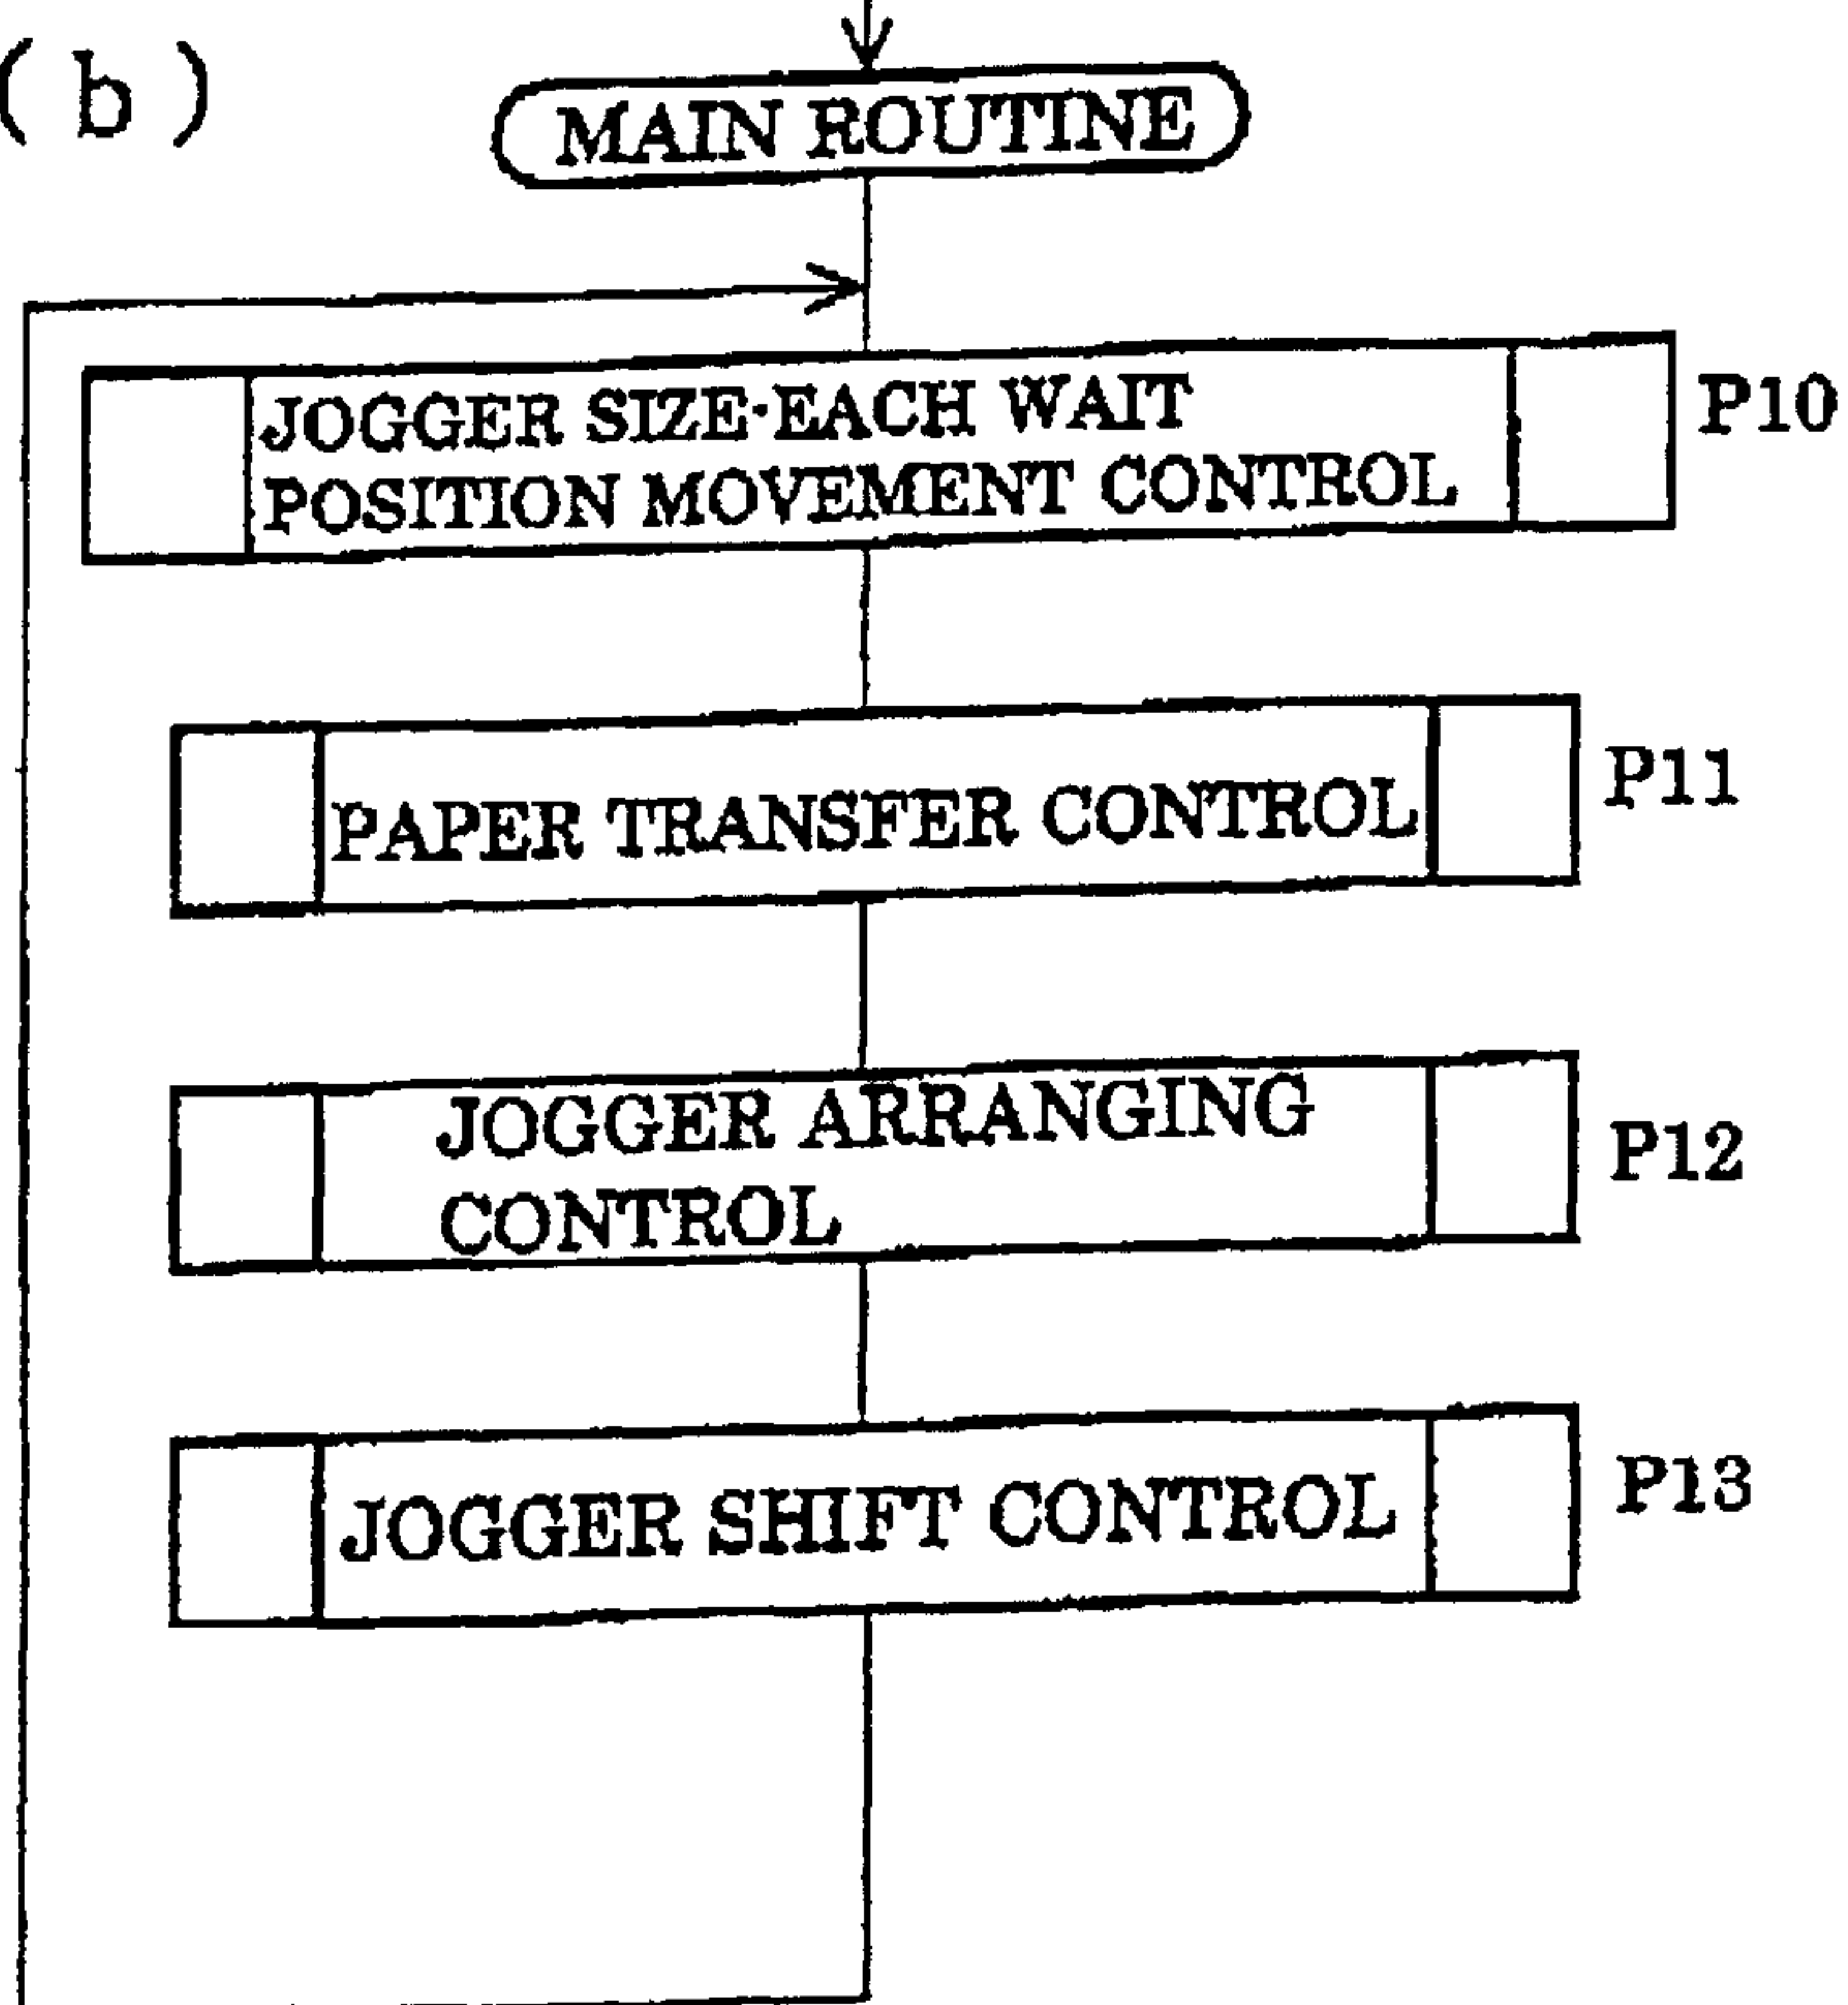 (b)
MAIN ROUTINE
JOGGER SIZE-EACH WAIT
POSITION MOVEMENT CONTROL
P10
PAPER TRANSFER CONTROL
P11
JOGGER ARRANGING
CONTROL
P12
JOGGER SHIFT CONTROL
P13